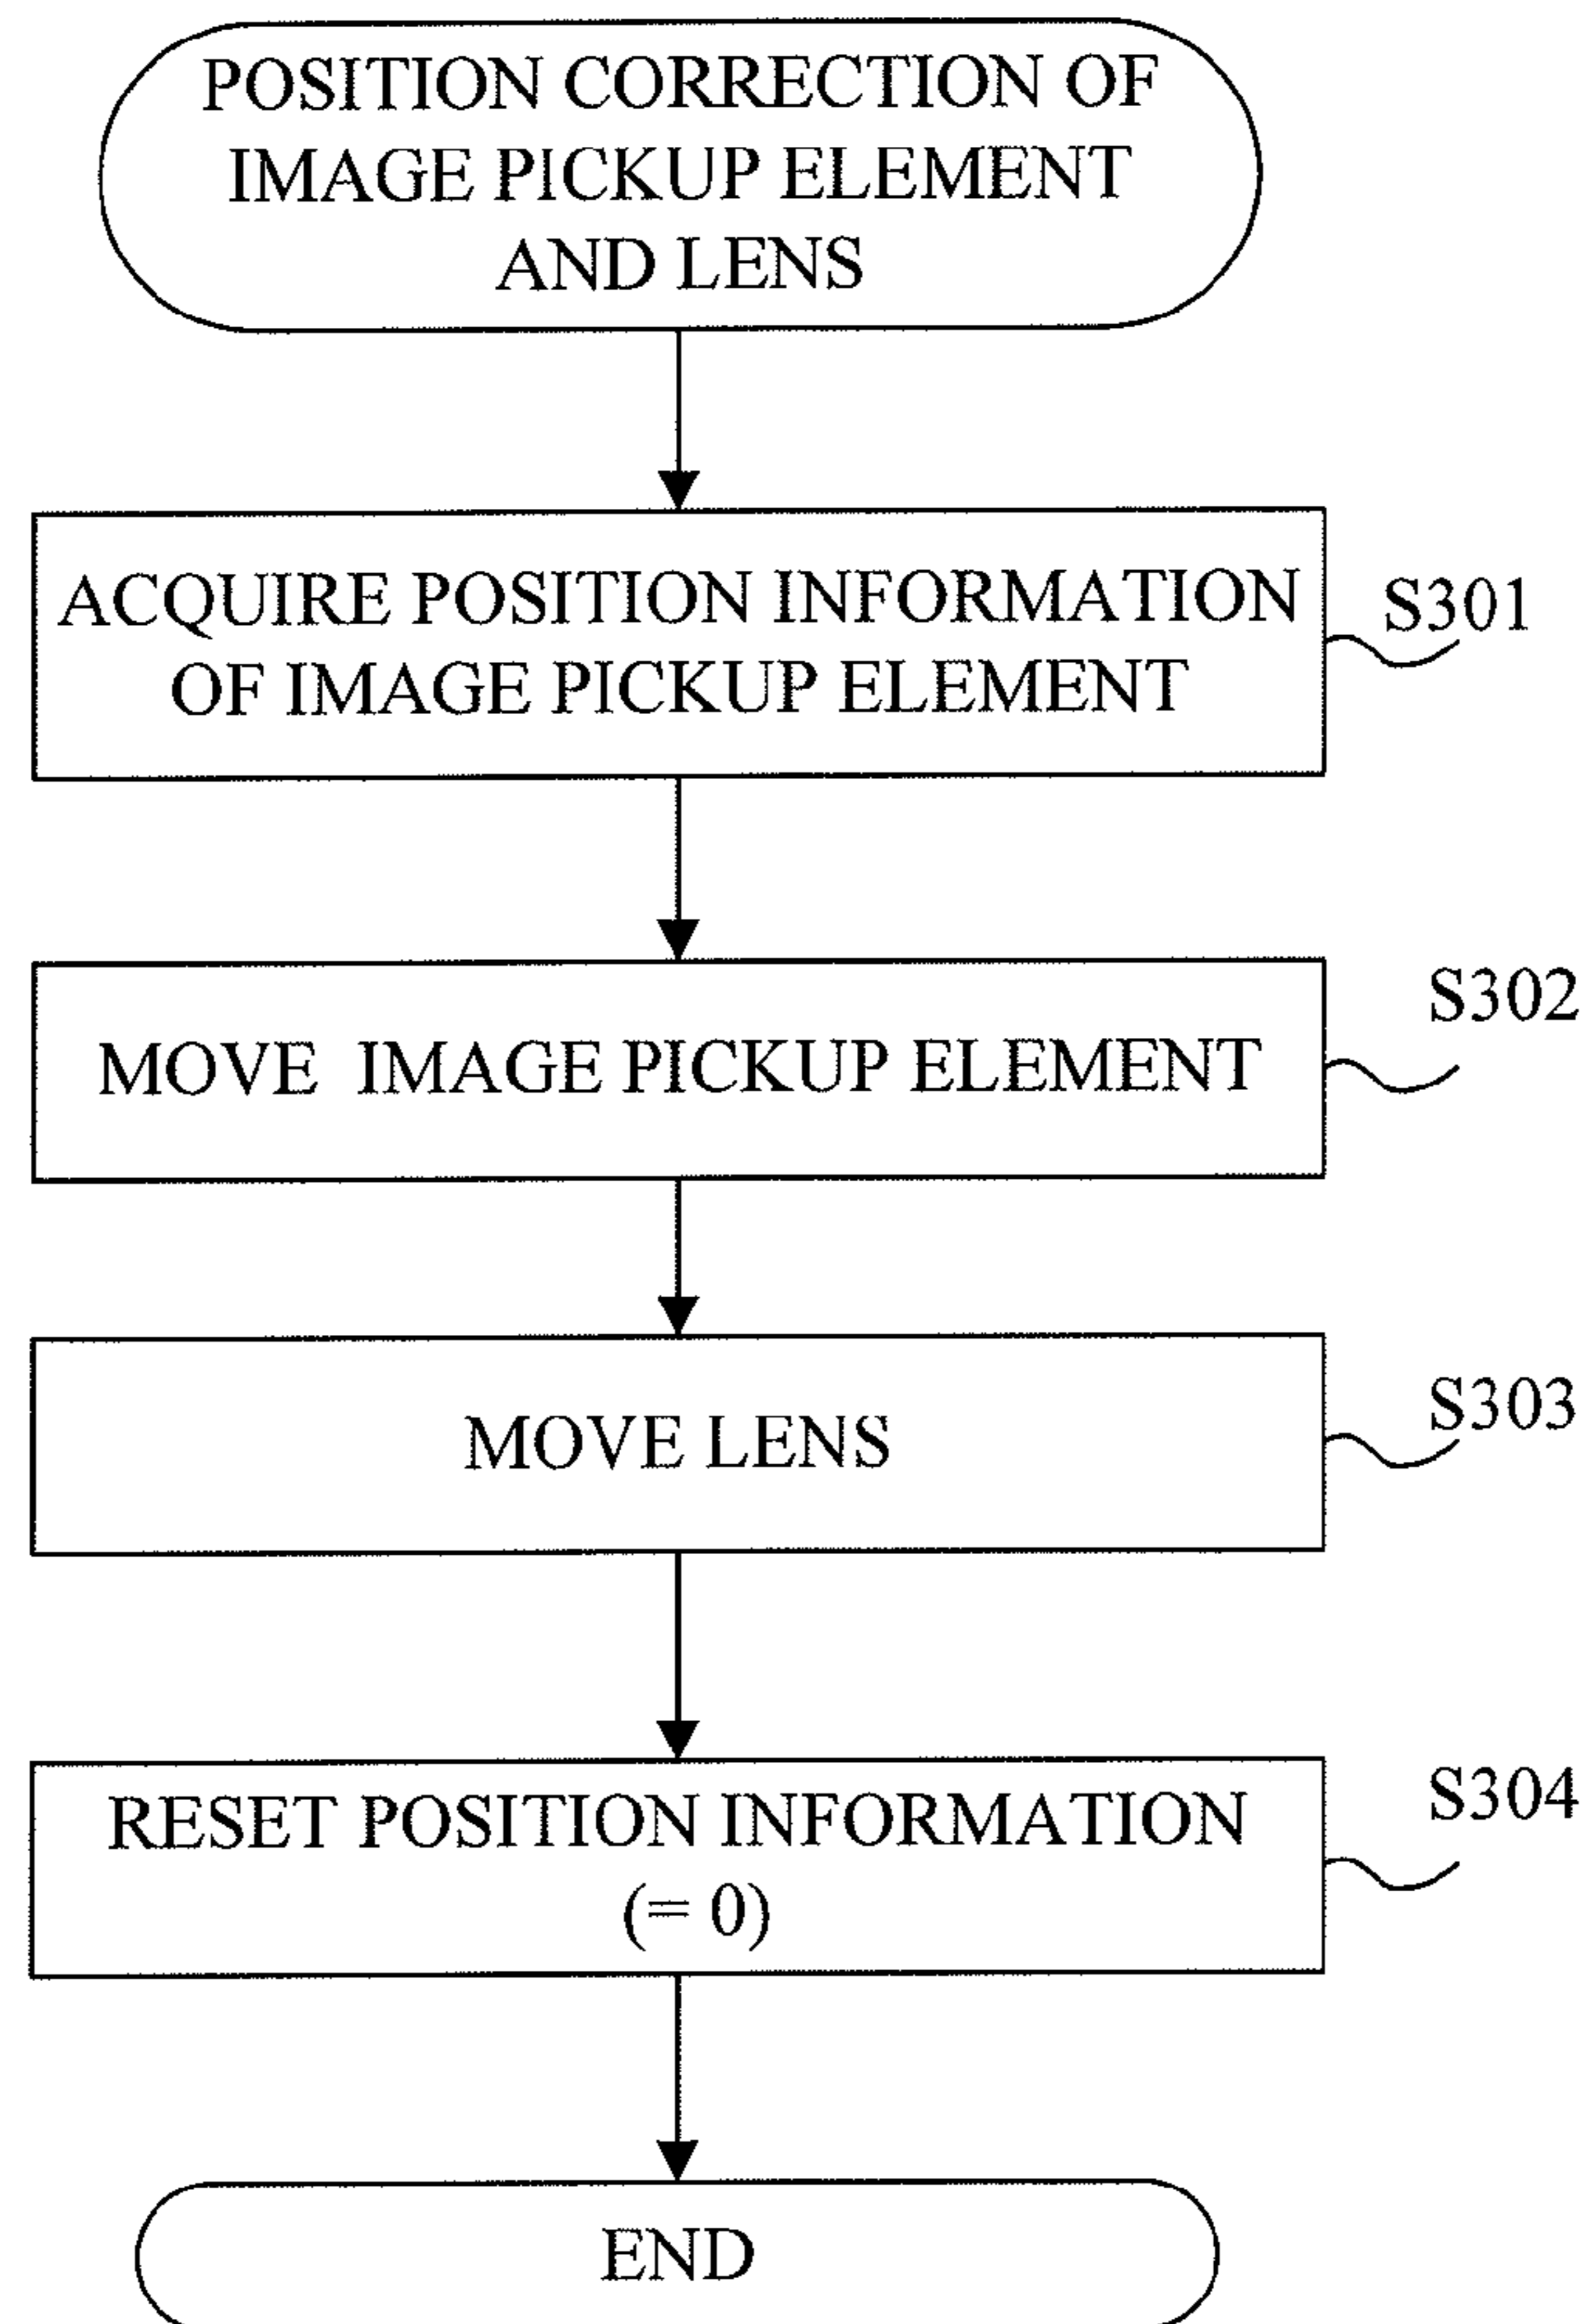 POSITION CORRECTION OF
IMAGE PICKUP ELEMENT
AND LENS
ACQUIRE POSITION INFORMATION
OF IMAGE PICKUP ELEMENT
S301
MOVE IMAGE PICKUP ELEMENT
S302
MOVE LENS
S303
RESET POSITION INFORMATION
(= 0)
S304
END